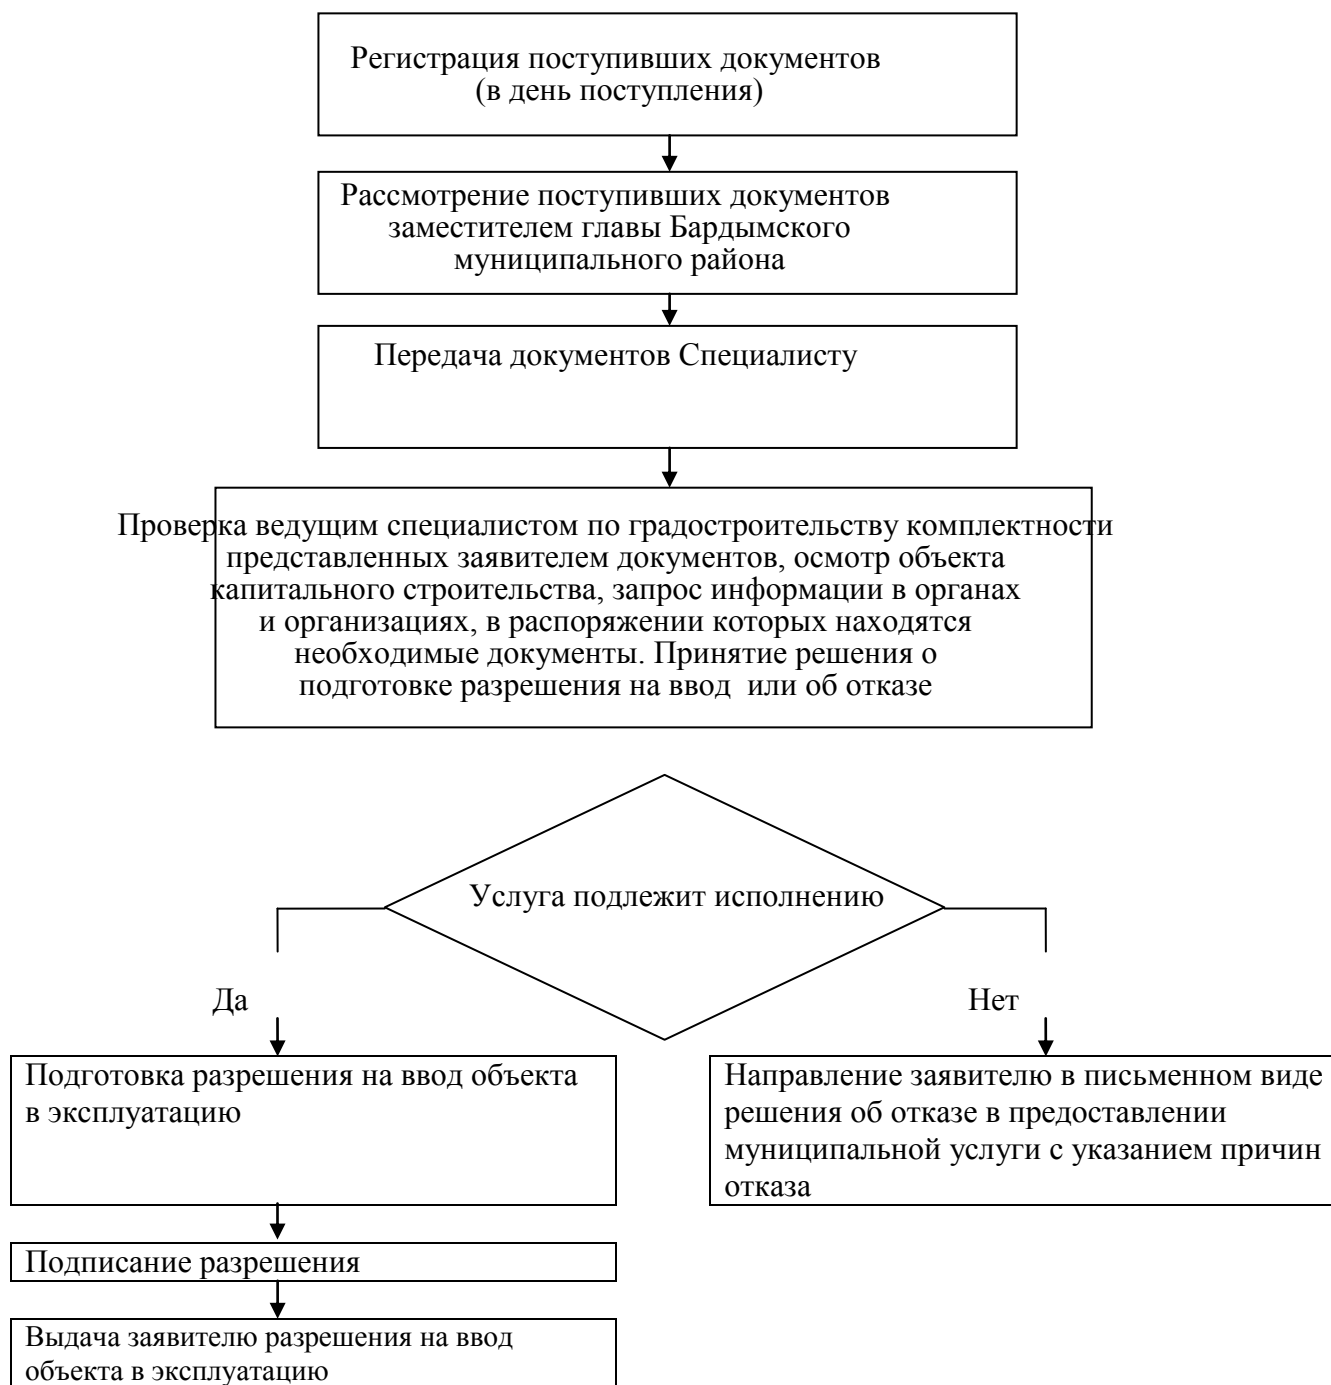 Регистрация поступивших документов
(в день поступления)
Рассмотрение поступивших документов
заместителем главы Бардымского
муниципального района
Передача документов Специалисту
Проверка ведущим специалистом по градостроительству комплектности
представленных заявителем документов, осмотр объекта
капитального строительства, запрос информации в органах
и организациях, в распоряжении которых находятся
необходимые документы. Принятие решения о
подготовке разрешения на ввод  или об отказе
Услуга подлежит исполнению
Да
Нет
Подготовка разрешения на ввод объекта
в эксплуатацию
Направление заявителю в письменном виде
решения об отказе в предоставлении
муниципальной услуги с указанием причин
отказа
Подписание разрешения
Выдача заявителю разрешения на ввод
объекта в эксплуатацию